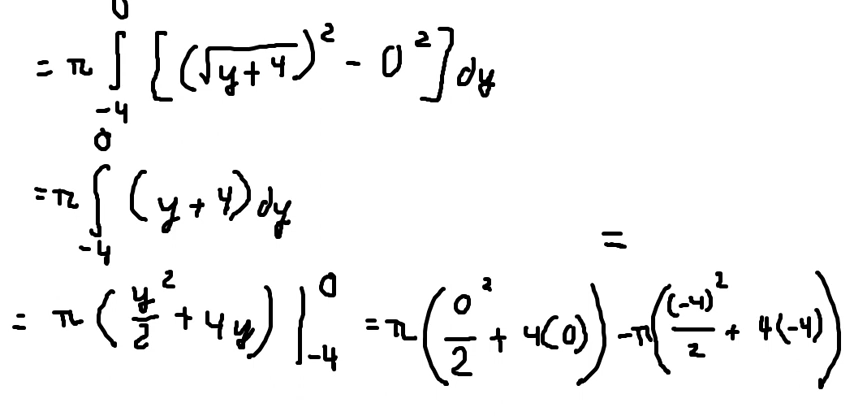 = π ∫_{-4}^{0} [(√(y+4))² - 0²] dy
= π ∫_{-4}^{0} (y+4) dy
=
= π (y²/2 + 4y) |_{-4}^{0} = π (0²/2 + 4(0)) - π ((-4)²/2 + 4(-4))